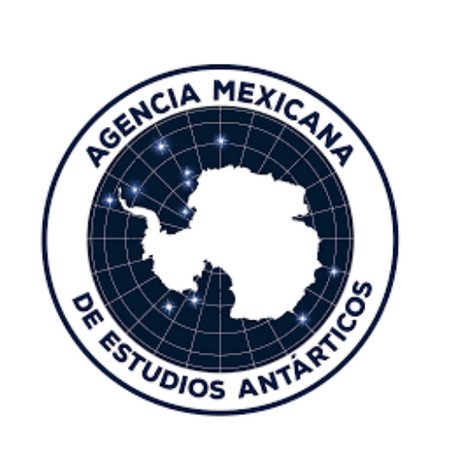 AGENCIA MEXICANA
DE ESTUDIOS ANTÁRTICOS